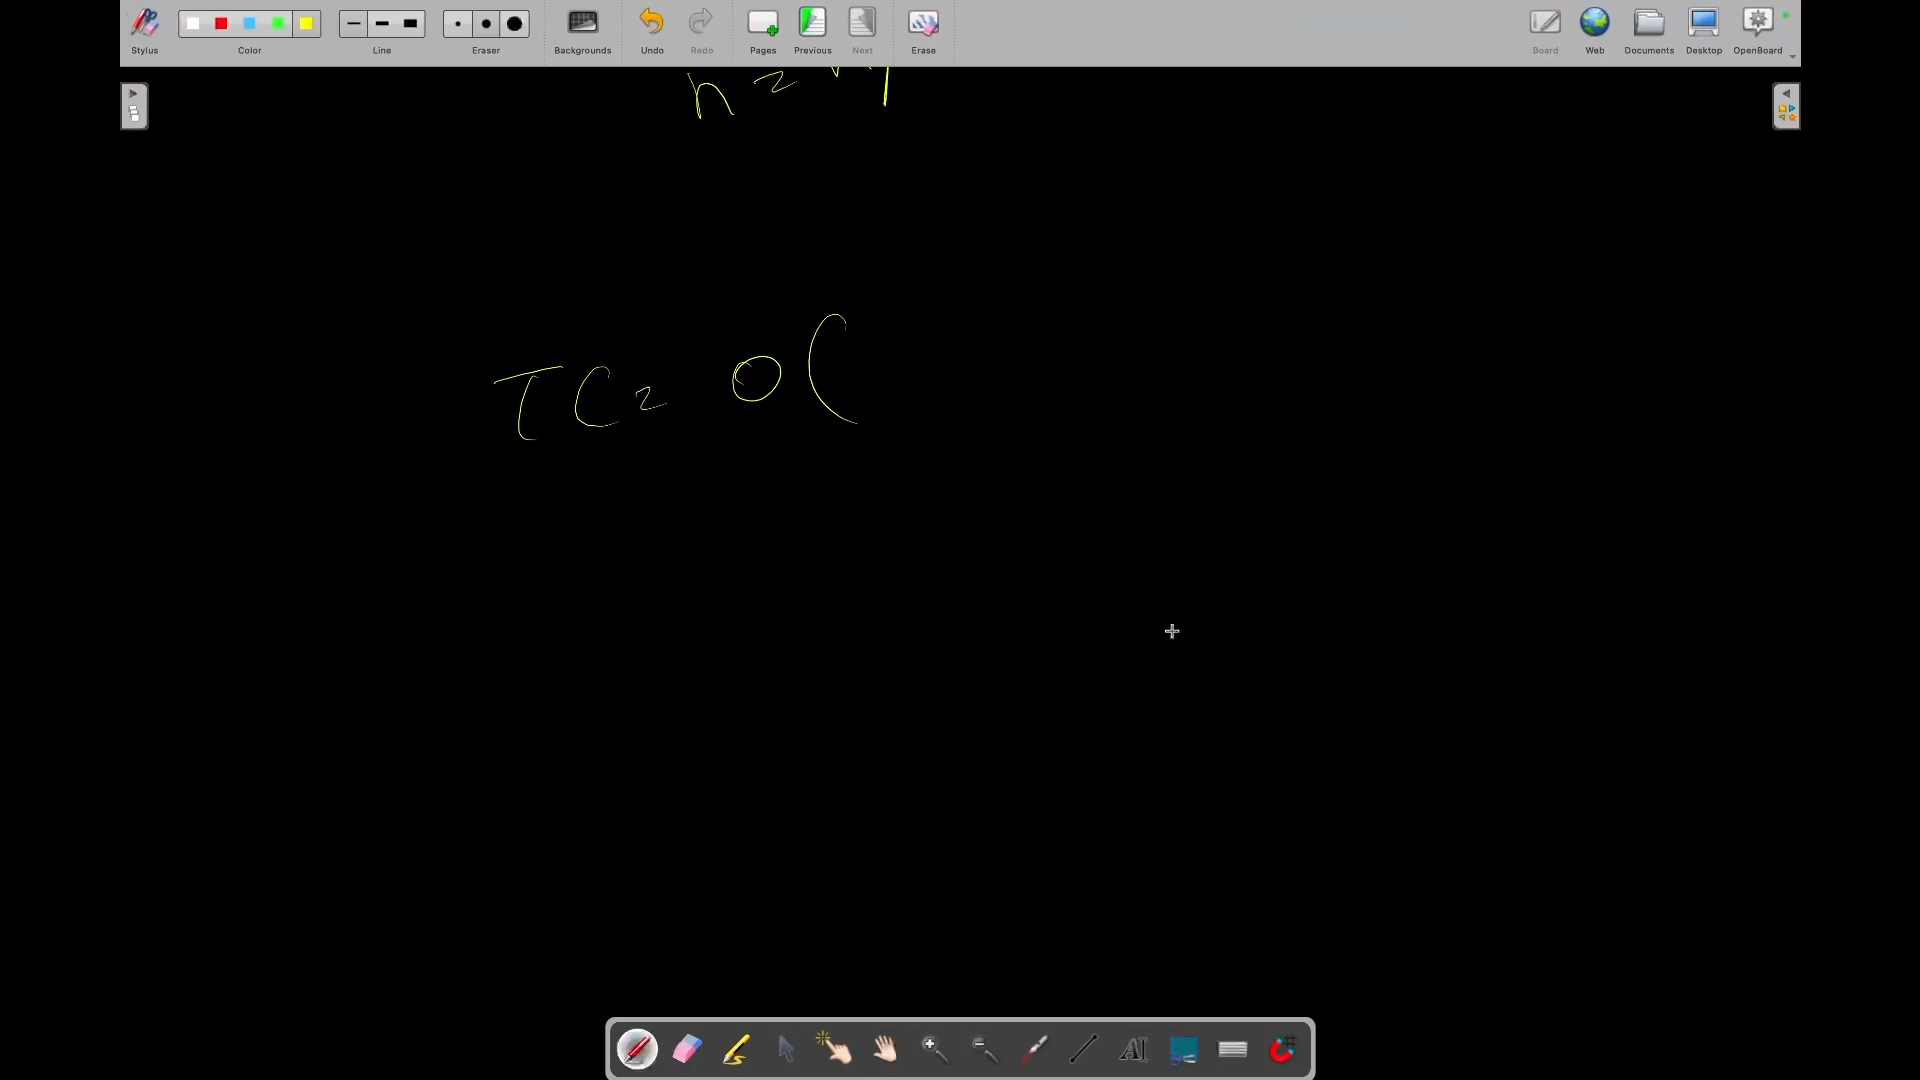 Stylus Color Line Eraser Backgrounds Undo Redo Pages Previous Next Erase Board Web Documents Desktop OpenBoard
n =
TC = O(